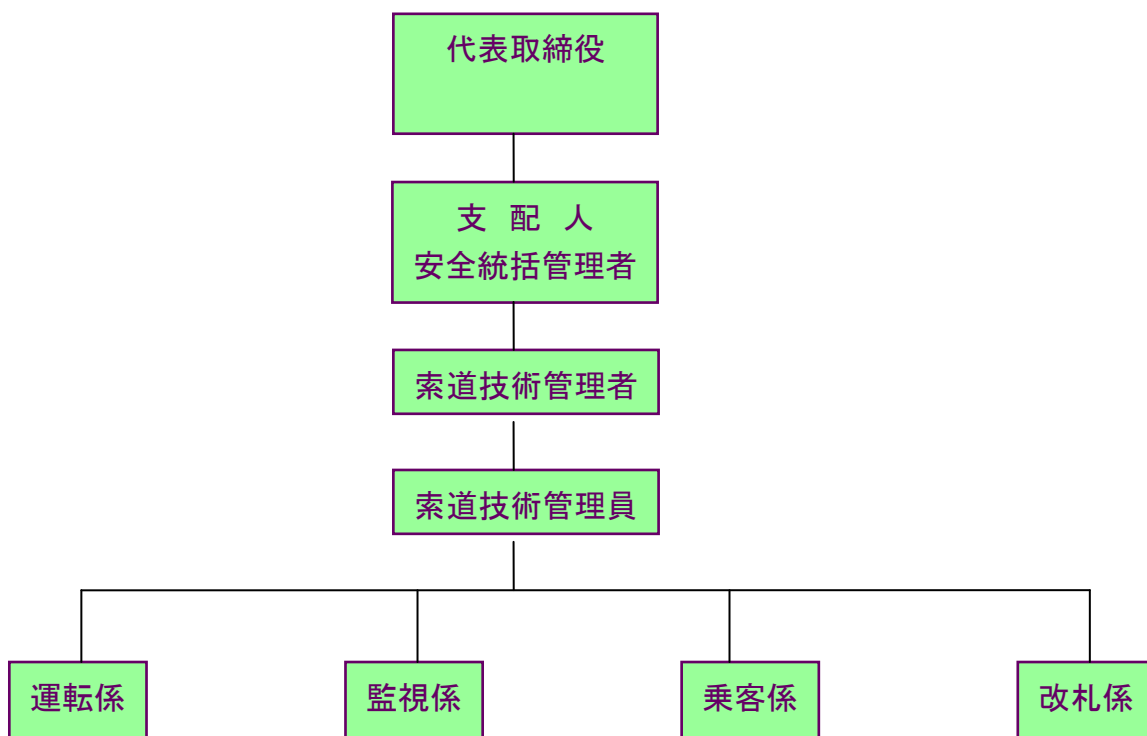 代表取締役
支 配 人
安全統括管理者
索道技術管理者
索道技術管理員
運転係
監視係
乗客係
改札係